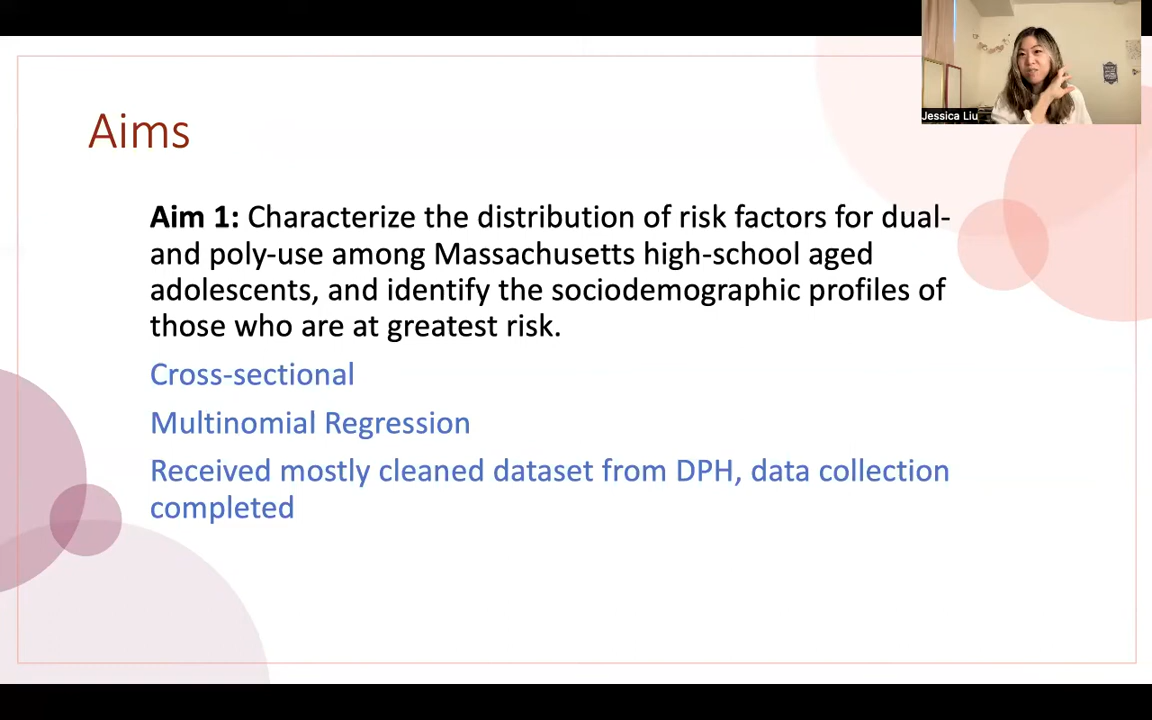 Jessica Liu
Aims
Aim 1: Characterize the distribution of risk factors for dual-
and poly-use among Massachusetts high-school aged
adolescents, and identify the sociodemographic profiles of
those who are at greatest risk.
Cross-sectional
Multinomial Regression
Received mostly cleaned dataset from DPH, data collection
completed